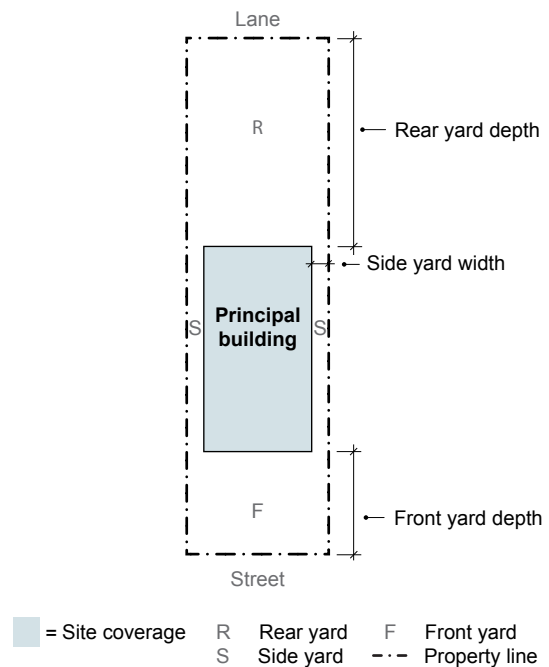 Lane
R
Rear yard depth
Side yard width
Principal
building
S
S
F
Front yard depth
Street
= Site coverage R Rear yard F Front yard
S Side yard Property line